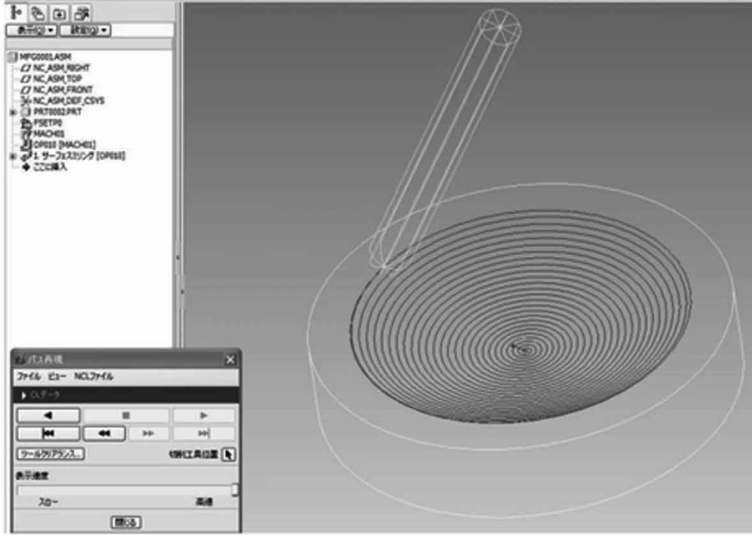 表示(O) 設定(G)
MFG0001.ASM
NC_ASM_RIGHT
NC_ASM_TOP
NC_ASM_FRONT
NC_ASM_DEF_CSYS
PRT0002.PRT
FSETP0
MACH01
OP010 [MACH01]
1. サーフェスミリング [OP010]
ここに挿入
パス再現
ファイル ビュー NCLファイル
CLデータ
ツールクリアランス...
切削工具位置
表示速度
スロー 高速
閉じる